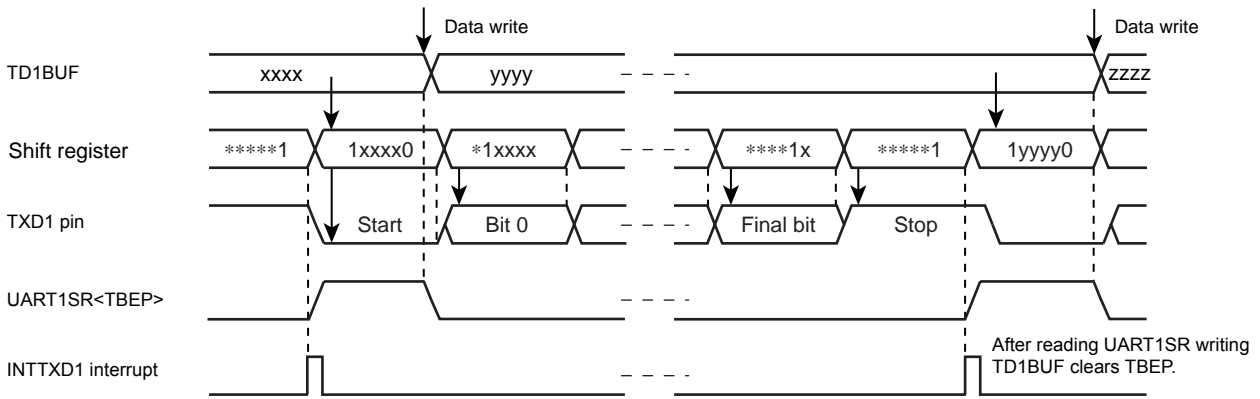 Data write
Data write
TD1BUF
xxxx
yyyy
zzzz
Shift register
*****1
1xxxx0
*1xxxx
****1x
*****1
1yyyy0
TXD1 pin
Start
Bit 0
Final bit
Stop
UART1SR<TBEP>
INTTXD1 interrupt
After reading UART1SR writing
TD1BUF clears TBEP.